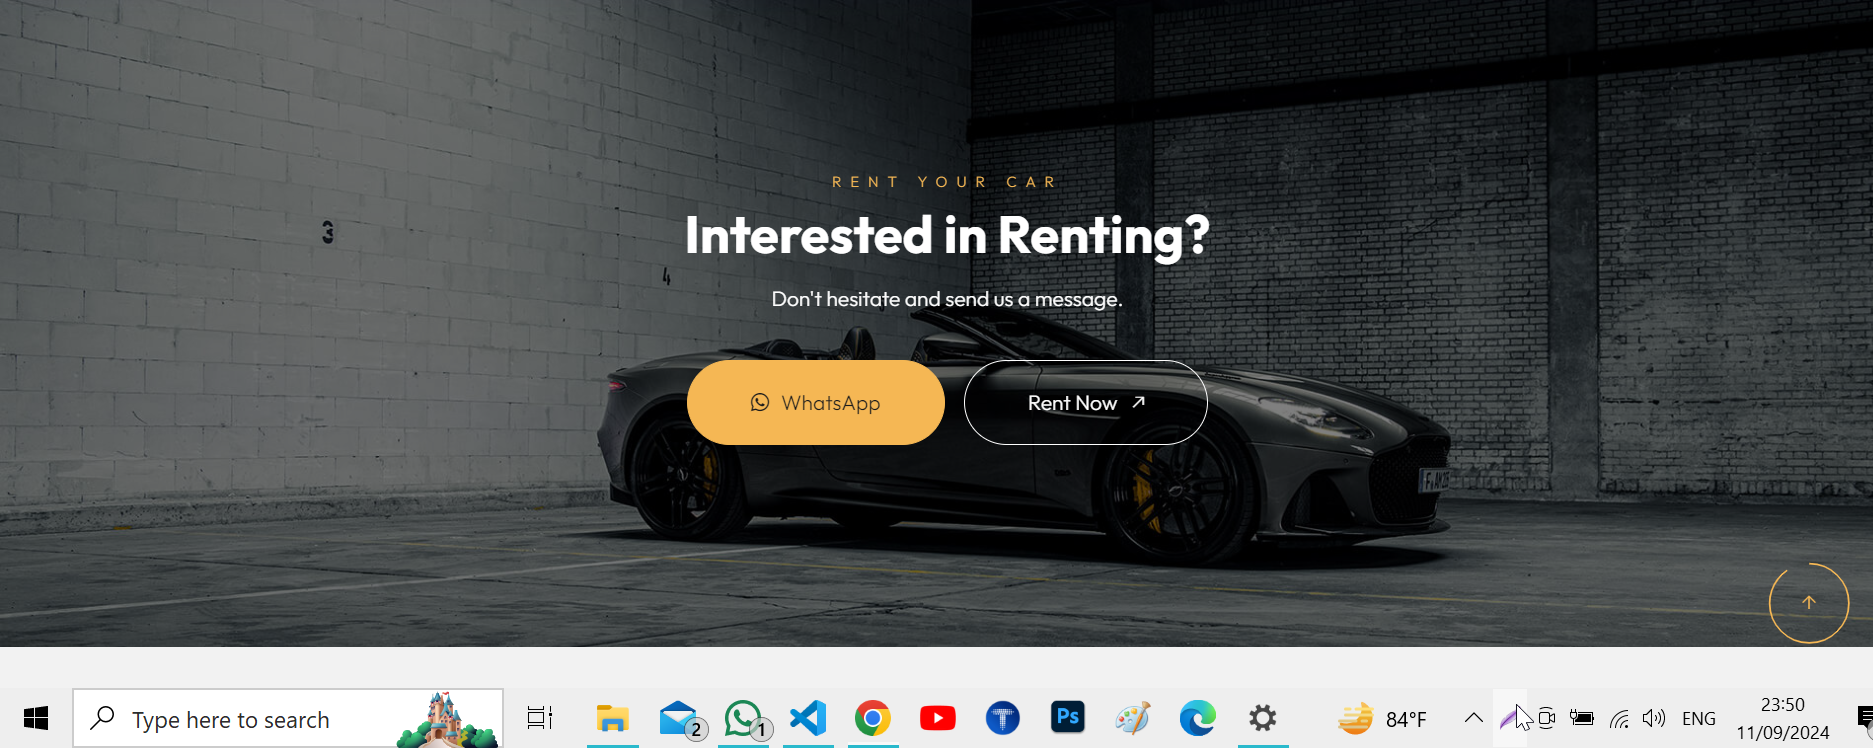 RENT YOUR CAR
Interested in Renting?
Don't hesitate and send us a message.
WhatsApp
Rent Now
3
4
Type here to search
2
1
T
Ps
84°F
ENG
23:50
11/09/2024